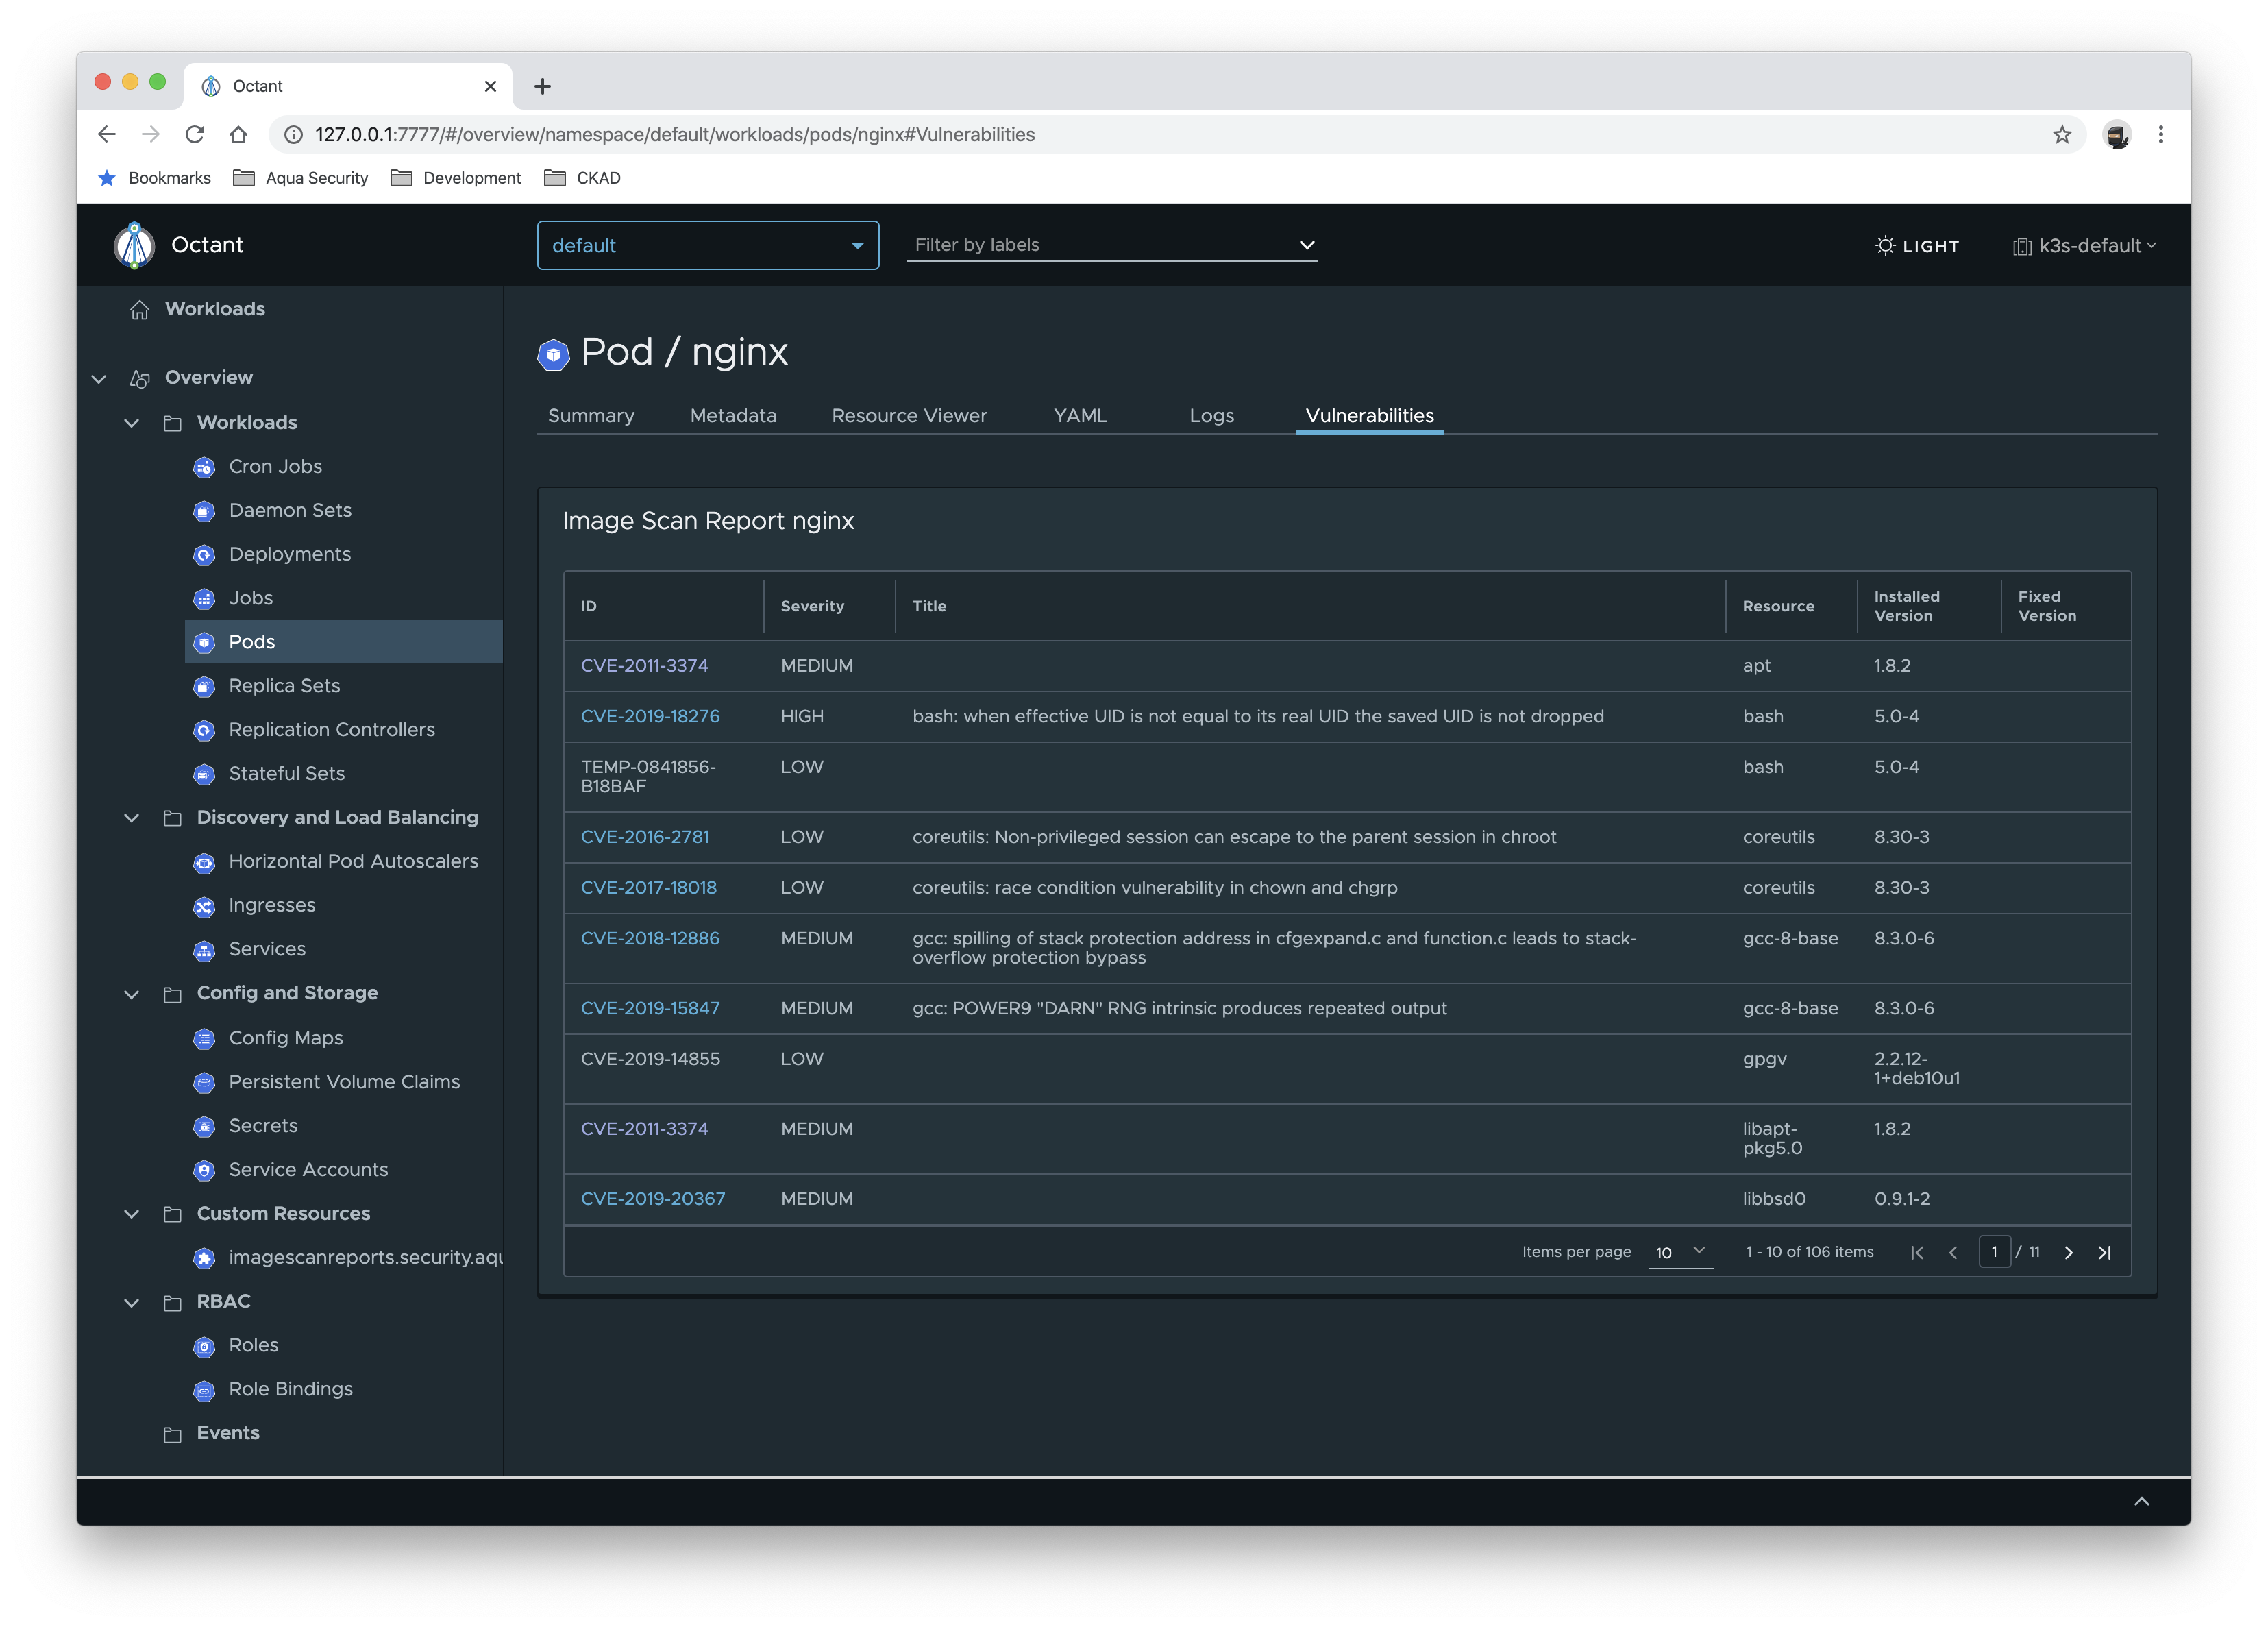 Octant
127.0.0.1:7777/#/overview/namespace/default/workloads/pods/nginx#Vulnerabilities
Bookmarks Aqua Security Development CKAD
Octant default Filter by labels LIGHT k3s-default
Workloads
Overview
Workloads
Cron Jobs
Daemon Sets
Deployments
Jobs
Pods
Replica Sets
Replication Controllers
Stateful Sets
Discovery and Load Balancing
Horizontal Pod Autoscalers
Ingresses
Services
Config and Storage
Config Maps
Persistent Volume Claims
Secrets
Service Accounts
Custom Resources
imagescanreports.security.aqu
RBAC
Roles
Role Bindings
Events
Pod / nginx
Summary Metadata Resource Viewer YAML Logs Vulnerabilities
Image Scan Report nginx
ID Severity Title Resource Installed Version Fixed Version
CVE-2011-3374 MEDIUM apt 1.8.2
CVE-2019-18276 HIGH bash: when effective UID is not equal to its real UID the saved UID is not dropped bash 5.0-4
TEMP-0841856- LOW bash 5.0-4
B18BAF
CVE-2016-2781 LOW coreutils: Non-privileged session can escape to the parent session in chroot coreutils 8.30-3
CVE-2017-18018 LOW coreutils: race condition vulnerability in chown and chgrp coreutils 8.30-3
CVE-2018-12886 MEDIUM gcc: spilling of stack protection address in cfgexpand.c and function.c leads to stack- gcc-8-base 8.3.0-6
overflow protection bypass
CVE-2019-15847 MEDIUM gcc: POWER9 "DARN" RNG intrinsic produces repeated output gcc-8-base 8.3.0-6
CVE-2019-14855 LOW gpgv 2.2.12-
1+deb10u1
CVE-2011-3374 MEDIUM libapt- 1.8.2
pkg5.0
CVE-2019-20367 MEDIUM libbsd0 0.9.1-2
Items per page 10 1 - 10 of 106 items 1 / 11